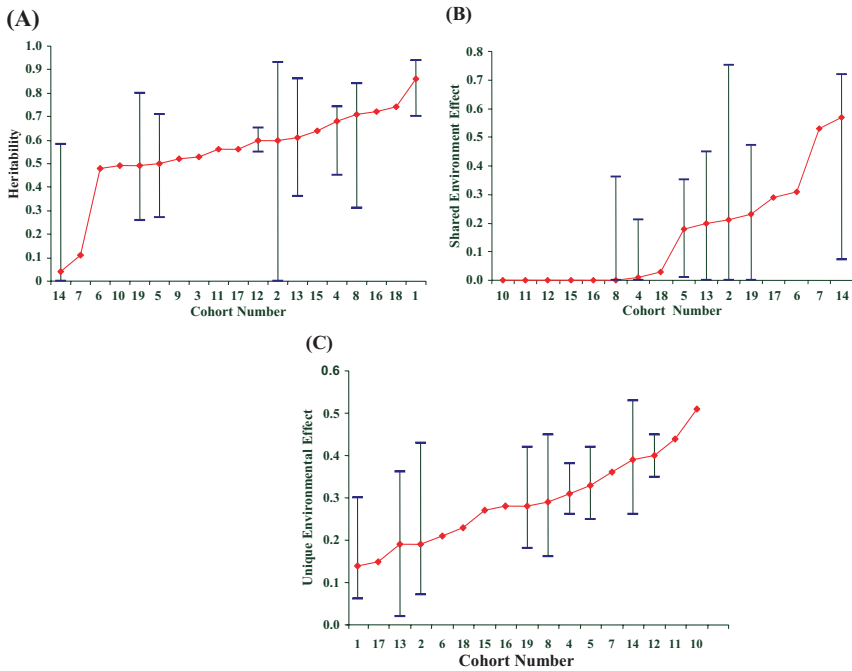 (A)
Heritability
1.0
0.9
0.8
0.7
0.6
0.5
0.4
0.3
0.2
0.1
0
14 7 6 10 19 5 9 3 11 17 12 2 13 15 4 8 16 18 1
Cohort Number
(B)
Shared Environment Effect
0.8
0.7
0.6
0.5
0.4
0.3
0.2
0.1
0.0
10 11 12 15 16 8 4 18 5 13 2 19 17 6 7 14
Cohort Number
(C)
Unique Environmental Effect
0.6
0.5
0.4
0.3
0.2
0.1
0.0
1 17 13 2 6 18 15 16 19 8 4 5 7 14 12 11 10
Cohort Number